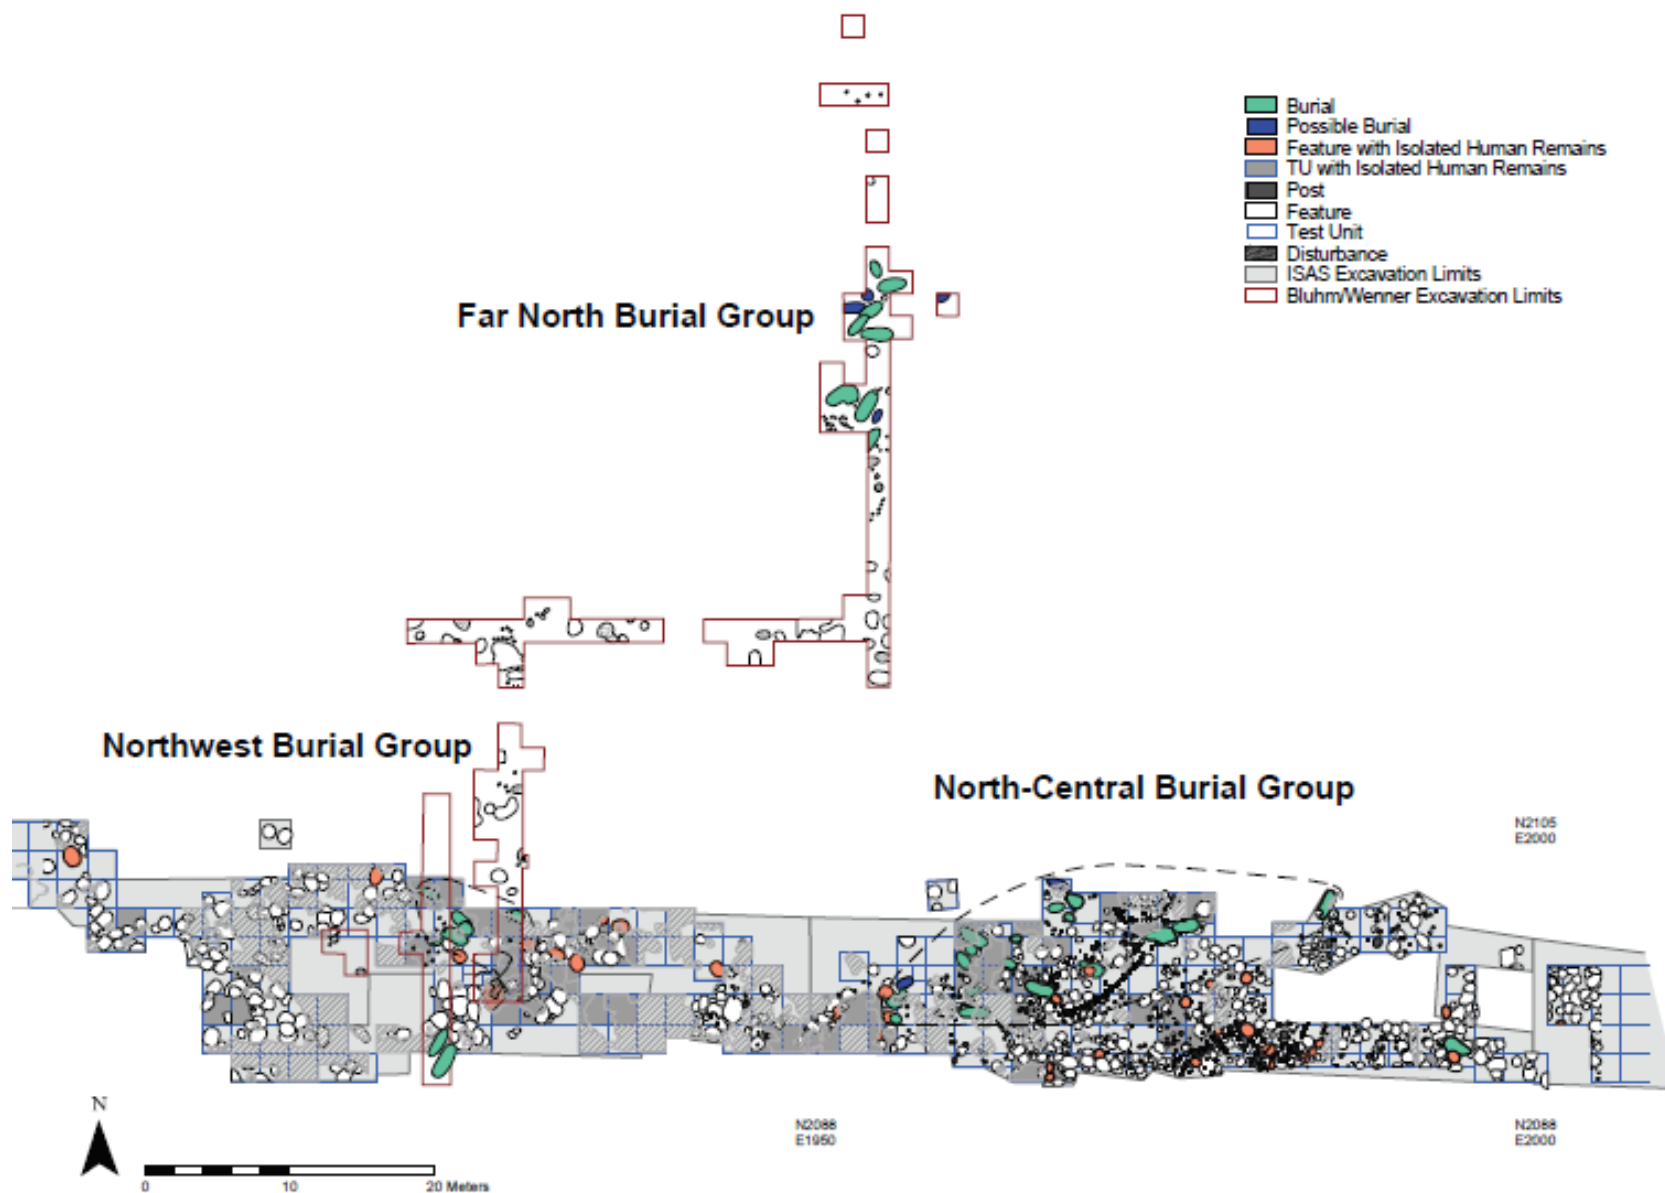 Burial
Possible Burial
Feature with Isolated Human Remains
TU with Isolated Human Remains
Post
Feature
Test Unit
Disturbance
ISAS Excavation Limits
Bluhm/Wenner Excavation Limits
Far North Burial Group
Northwest Burial Group
North-Central Burial Group
N2105
E2000
N
N2088
E1950
N2088
E2000
0 10 20 Meters